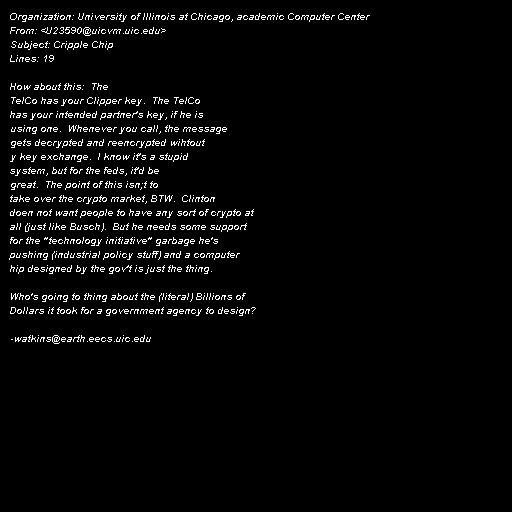 Organization: University of Illinois at Chicago, academic Computer Center
From: <U23590@uicvm.uic.edu>
Subject: Cripple Chip
Lines: 19

How about this:  The
TelCo has your Clipper key.  The TelCo
has your intended partner's key, if he is
using one.  Whenever you call, the message
gets decrypted and reencrypted wihtout
y key exchange.  I know it's a stupid
system, but for the feds, it'd be
great.  The point of this isn;t to
take over the crypto market, BTW.  Clinton
doen not want people to have any sort of crypto at
all (just like Busch).  But he needs some support
for the "technology initiative" garbage he's
pushing (industrial policy stuff) and a computer
hip designed by the gov't is just the thing.

Who's going to thing about the (literal) Billions of
Dollars it took for a government agency to design?

-watkins@earth.eecs.uic.edu